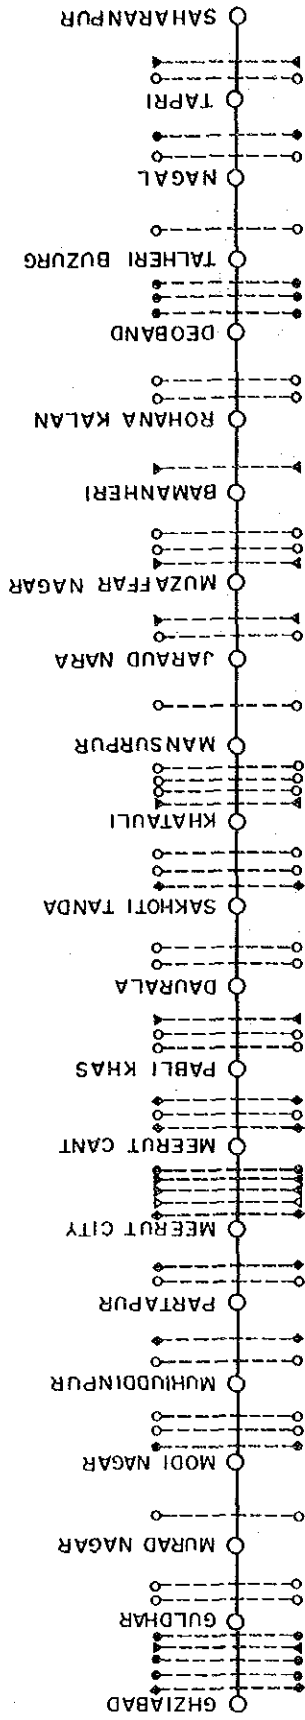 GHZIABAD
GULDHAR
MURAD NAGAR
MODI NAGAR
MUHIUDDINPUR
PARTAPUR
MEERUT CITY
MEERUT CANT
PABLI KHAS
DAURALA
SAKHOTI TANDA
KHATAULI
MANSURPUR
JARAUD NARA
MUZAFFAR NAGAR
BAMANHERI
ROHANA KALAN
DEOBAND
TALHERI BUZURG
NAGAL
TAPRI
SAHARANPUR